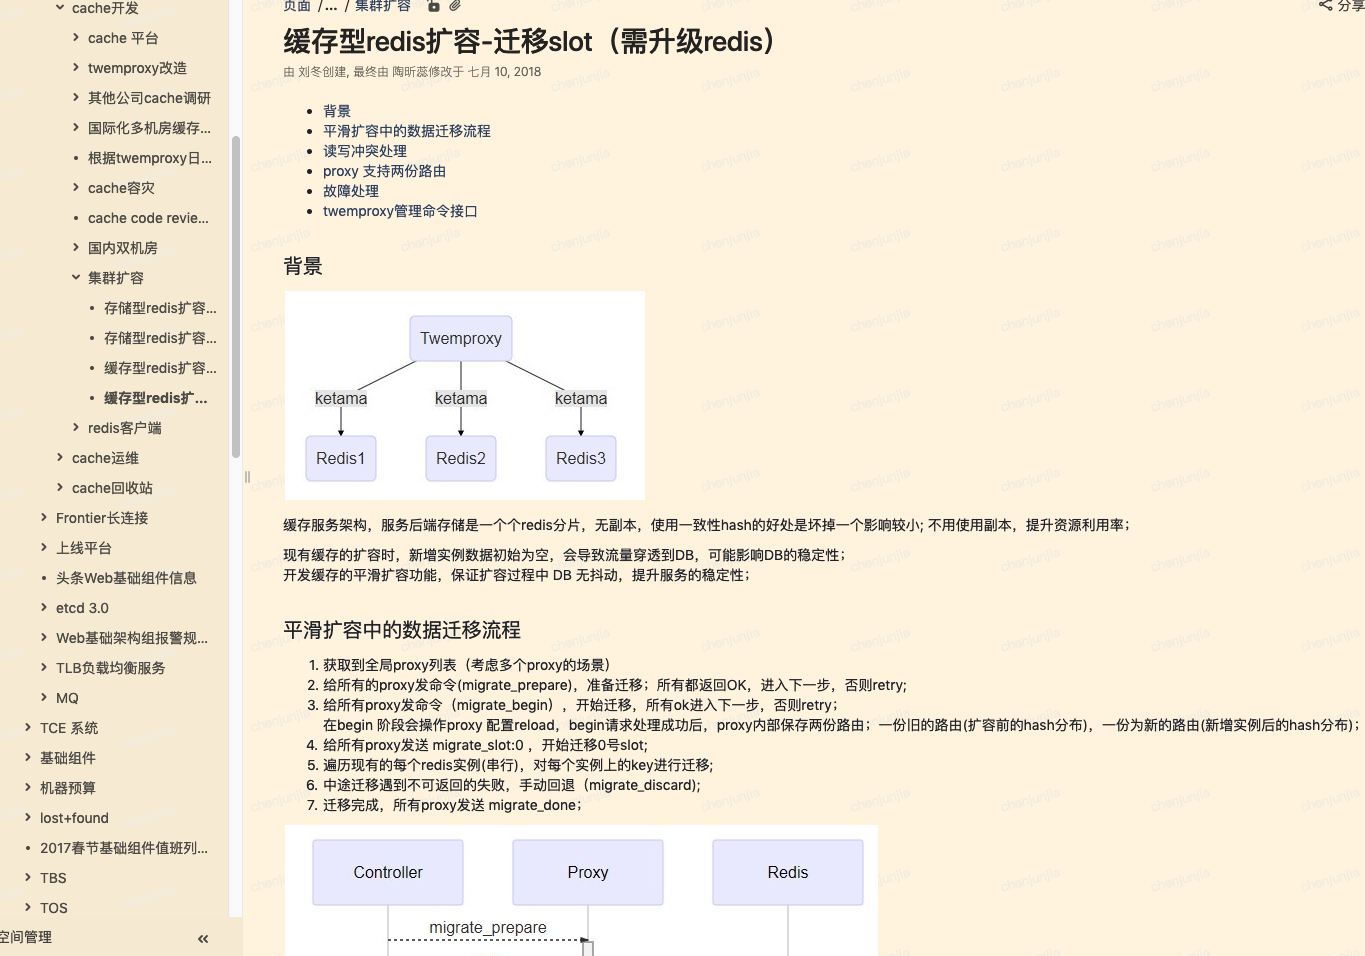 cache开发
cache 平台
twemproxy改造
其他公司cache调研
国际化多机房缓存...
根据twemproxy日...
cache容灾
cache code revie...
国内双机房
集群扩容
存储型redis扩容...
存储型redis扩容...
缓存型redis扩容...
缓存型redis扩...
redis客户端
cache运维
cache回收站
Frontier长连接
上线平台
头条Web基础组件信息
etcd 3.0
Web基础架构组报警规...
TLB负载均衡服务
MQ
TCE 系统
基础组件
机器预算
lost+found
2017春节基础组件值班列...
TBS
TOS
空间管理
页面 /... / 集群扩容
分享
缓存型redis扩容-迁移slot（需升级redis）
由 刘冬创建, 最终由 陶昕蕊修改于 七月 10, 2018
背景
平滑扩容中的数据迁移流程
读写冲突处理
proxy 支持两份路由
故障处理
twemproxy管理命令接口
背景
Twemproxy
ketama ketama ketama
Redis1 Redis2 Redis3
缓存服务架构，服务后端存储是一个个redis分片，无副本，使用一致性hash的好处是坏掉一个影响较小; 不用使用副本，提升资源利用率；
现有缓存的扩容时，新增实例数据初始为空，会导致流量穿透到DB，可能影响DB的稳定性；
开发缓存的平滑扩容功能，保证扩容过程中 DB 无抖动，提升服务的稳定性；
平滑扩容中的数据迁移流程
1. 获取到全局proxy列表（考虑多个proxy的场景）
2. 给所有的proxy发命令(migrate_prepare)，准备迁移；所有都返回OK，进入下一步，否则retry;
3. 给所有proxy发命令（migrate_begin）, 开始迁移，所有ok进入下一步，否则retry；
在begin 阶段会操作proxy 配置reload，begin请求处理成功后，proxy内部保存两份路由；一份旧的路由(扩容前的hash分布)，一份为新的路由(新增实例后的hash分布)；
4. 给所有proxy发送 migrate_slot:0 ，开始迁移0号slot;
5. 遍历现有的每个redis实例(串行)，对每个实例上的key进行迁移;
6. 中途迁移遇到不可返回的失败，手动回退（migrate_discard);
7. 迁移完成，所有proxy发送 migrate_done；
Controller Proxy Redis
migrate_prepare
chenjunjia